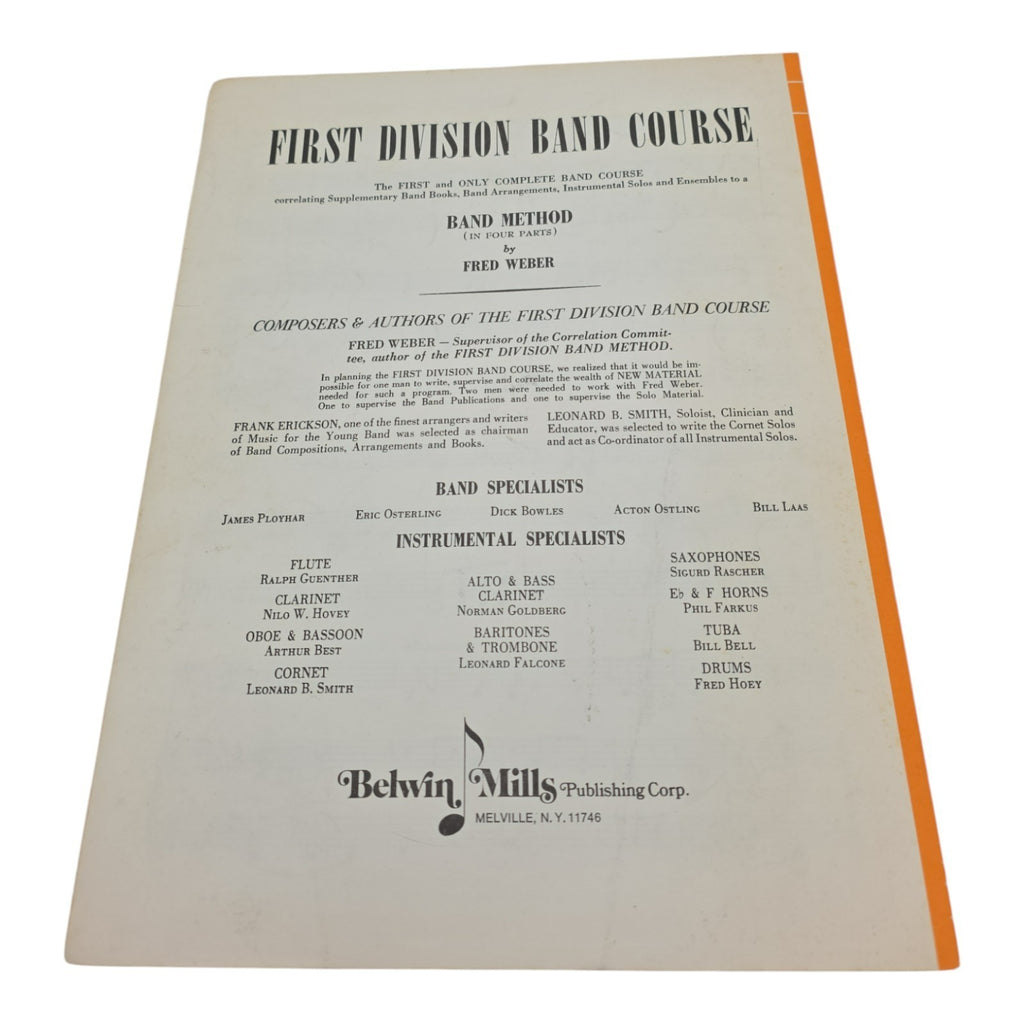 FIRST DIVISION BAND COURSE
The FIRST and ONLY COMPLETE BAND COURSE
correlating Supplementary Band Books, Band Arrangements, Instrumental Solos and Ensembles to a
BAND METHOD
(IN FOUR PARTS)
by
FRED WEBER
COMPOSERS & AUTHORS OF THE FIRST DIVISION BAND COURSE
FRED WEBER — Supervisor of the Correlation Commit-
tee, author of the FIRST DIVISION BAND METHOD.
In planning the FIRST DIVISION BAND COURSE, we realized that it would be im-
possible for one man to write, supervise and correlate the wealth of NEW MATERIAL
needed for such a program. Two men were needed to work with Fred Weber.
One to supervise the Band Publications and one to supervise the Solo Material.
FRANK ERICKSON, one of the finest arrangers and writers
of Music for the Young Band was selected as chairman
of Band Compositions, Arrangements and Books.
LEONARD B. SMITH, Soloist, Clinician and
Educator, was selected to write the Cornet Solos
and act as Co-ordinator of all Instrumental Solos.
BAND SPECIALISTS
JAMES PLOYHAR ERIC OSTERLING DICK BOWLES ACTON OSTLING BILL LAAS
INSTRUMENTAL SPECIALISTS
FLUTE
RALPH GUENTHER
CLARINET
NILO W. HOVEY
OBOE & BASSOON
ARTHUR BEST
CORNET
LEONARD B. SMITH
ALTO & BASS
CLARINET
NORMAN GOLDBERG
BARITONES
& TROMBONE
LEONARD FALCONE
SAXOPHONES
SIGURD RASCHER
E♭ & F HORNS
PHIL FARKUS
TUBA
BILL BELL
DRUMS
FRED HOEY
Belwin Mills Publishing Corp.
MELVILLE, N. Y. 11746